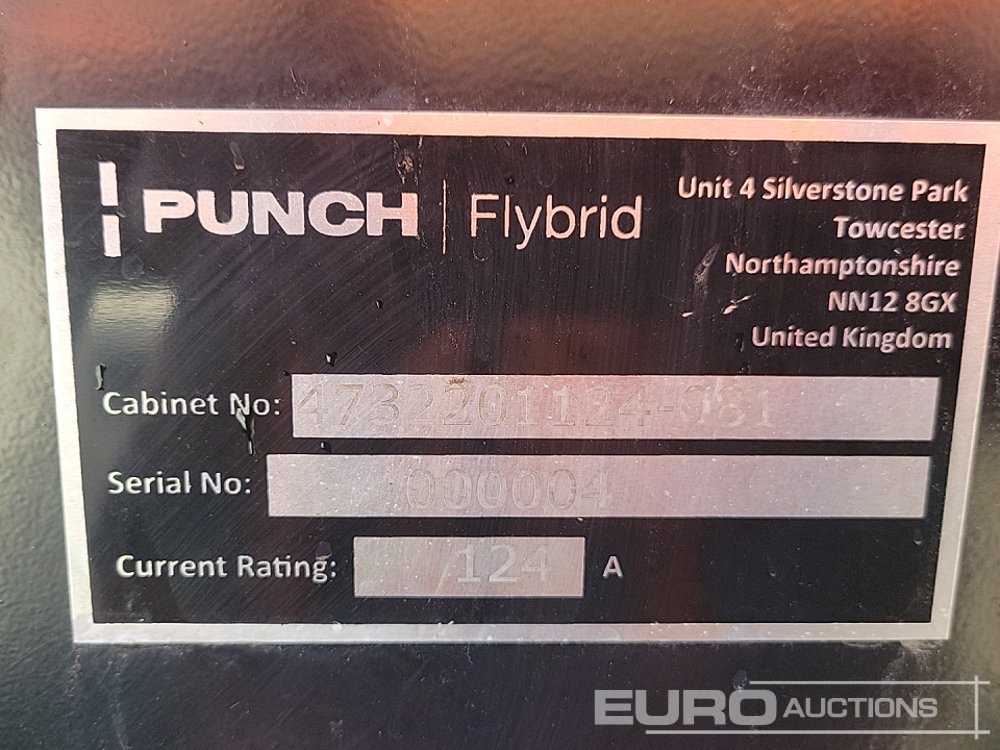 PUNCH | Flybrid
Unit 4 Silverstone Park
Towcester
Northamptonshire
NN12 8GX
United Kingdom
Cabinet No: 4732201124-081
Serial No: 000004
Current Rating: 124 A
EURO AUCTIONS